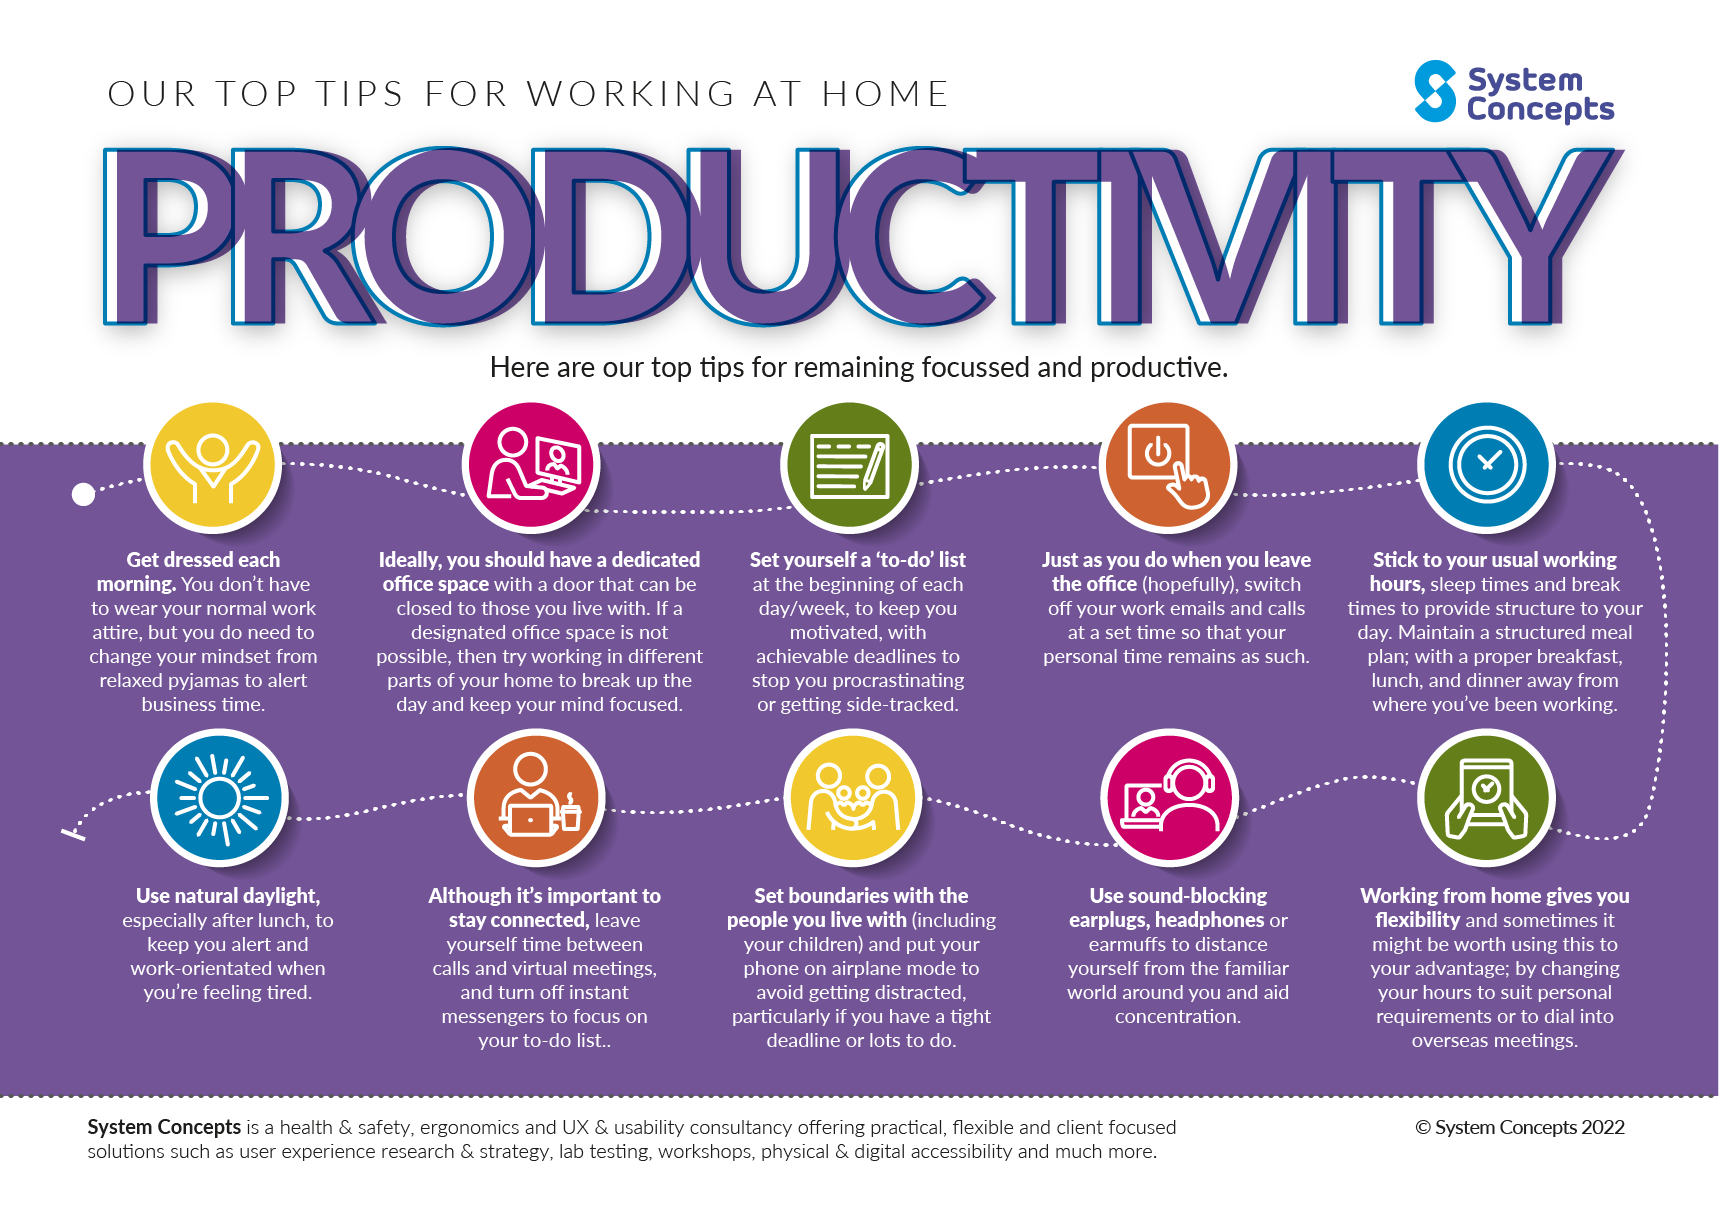 OUR TOP TIPS FOR WORKING AT HOME
System
Concepts
PRODUCTIVITY
Here are our top tips for remaining focussed and productive.
Get dressed each
morning. You don’t have
to wear your normal work
attire, but you do need to
change your mindset from
relaxed pyjamas to alert
business time.
Ideally, you should have a dedicated
office space with a door that can be
closed to those you live with. If a
designated office space is not
possible, then try working in different
parts of your home to break up the
day and keep your mind focused.
Set yourself a ‘to-do’ list
at the beginning of each
day/week, to keep you
motivated, with
achievable deadlines to
stop you procrastinating
or getting side-tracked.
Just as you do when you leave
the office (hopefully), switch
off your work emails and calls
at a set time so that your
personal time remains as such.
Stick to your usual working
hours, sleep times and break
times to provide structure to your
day. Maintain a structured meal
plan; with a proper breakfast,
lunch, and dinner away from
where you’ve been working.
Use natural daylight,
especially after lunch, to
keep you alert and
work-orientated when
you’re feeling tired.
Although it’s important to
stay connected, leave
yourself time between
calls and virtual meetings,
and turn off instant
messengers to focus on
your to-do list..
Set boundaries with the
people you live with (including
your children) and put your
phone on airplane mode to
avoid getting distracted,
particularly if you have a tight
deadline or lots to do.
Use sound-blocking
earplugs, headphones or
earmuffs to distance
yourself from the familiar
world around you and aid
concentration.
Working from home gives you
flexibility and sometimes it
might be worth using this to
your advantage; by changing
your hours to suit personal
requirements or to dial into
overseas meetings.
System Concepts is a health & safety, ergonomics and UX & usability consultancy offering practical, flexible and client focused
solutions such as user experience research & strategy, lab testing, workshops, physical & digital accessibility and much more.
© System Concepts 2022